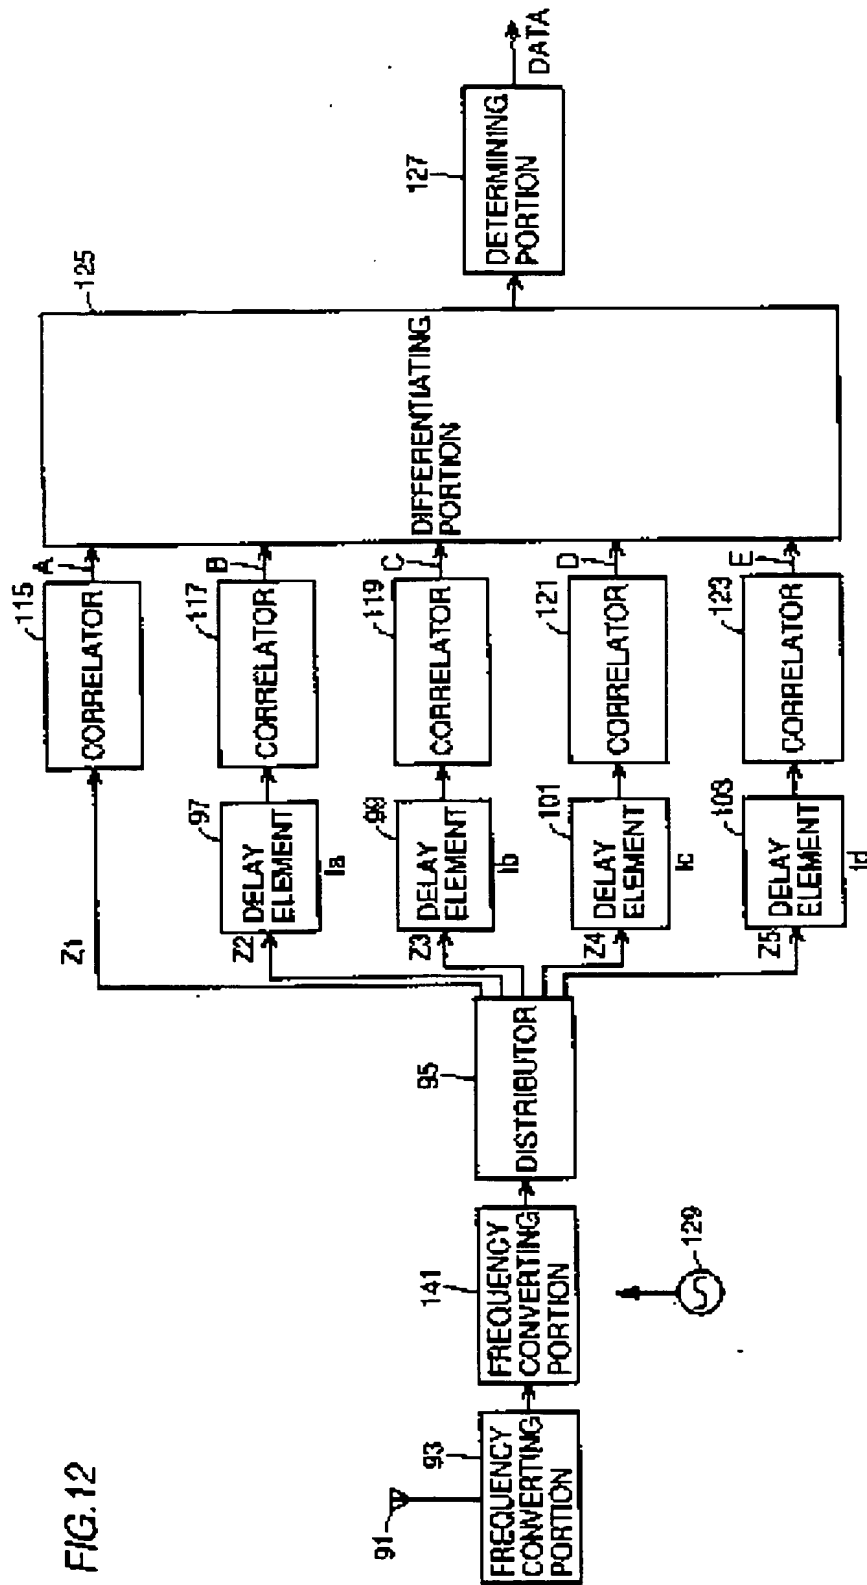 FIG.12
91
93
FREQUENCY
CONVERTING
PORTION
141
FREQUENCY
CONVERTING
PORTION
129
95
DISTRIBUTOR
Z1
Z2
Z3
Z4
Z5
97
DELAY
ELEMENT
Ia
99
DELAY
ELEMENT
Ib
101
DELAY
ELEMENT
Ic
103
DELAY
ELEMENT
Id
115
CORRELATOR
A
117
CORRELATOR
B
119
CORRELATOR
C
121
CORRELATOR
D
123
CORRELATOR
E
125
DIFFERENTIATING
PORTION
127
DETERMINING
PORTION
DATA